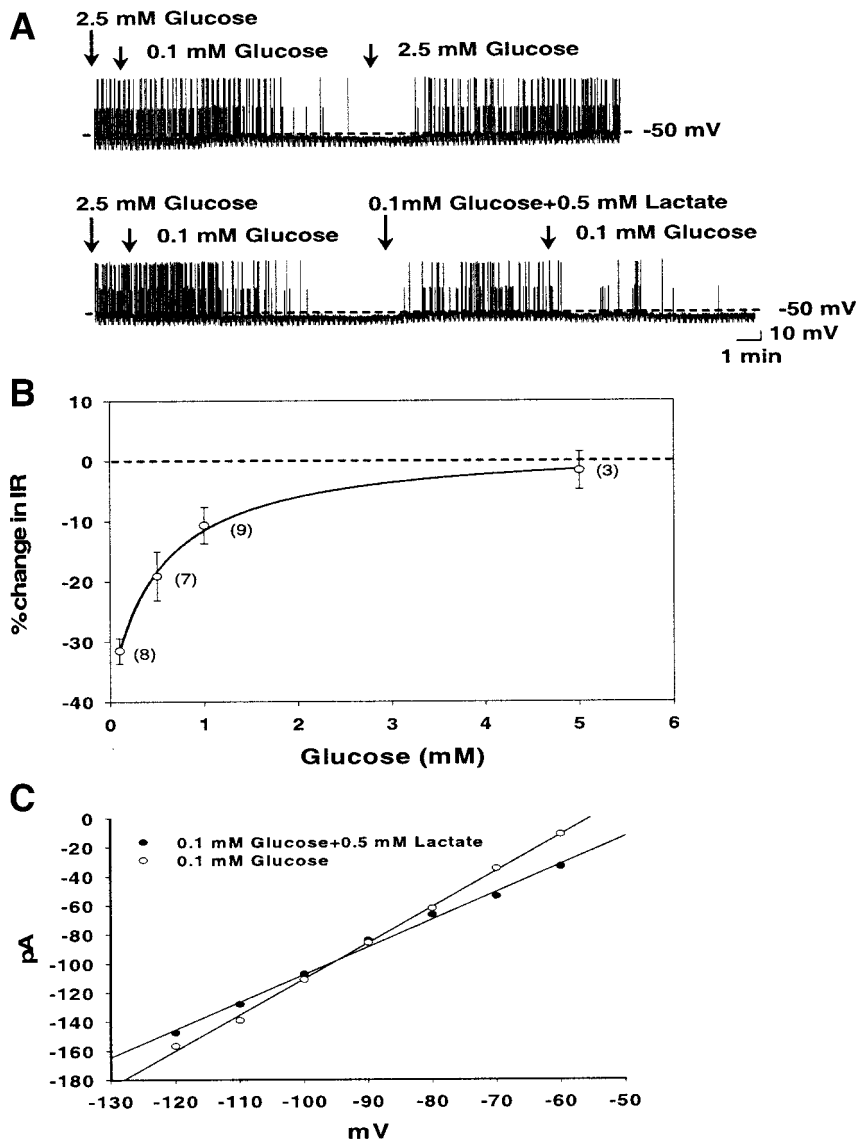 A
2.5 mM Glucose
0.1 mM Glucose
2.5 mM Glucose
-50 mV
2.5 mM Glucose
0.1mM Glucose+0.5 mM Lactate
0.1 mM Glucose
0.1 mM Glucose
-50 mV
10 mV
1 min
B
10
0
-10
-20
-30
-40
% change in IR
(8)
(7)
(9)
(3)
0 1 2 3 4 5 6
Glucose (mM)
C
0
-20
-40
-60
-80
-100
-120
-140
-160
-180
pA
0.1 mM Glucose+0.5 mM Lactate
0.1 mM Glucose
-130 -120 -110 -100 -90 -80 -70 -60 -50
mV